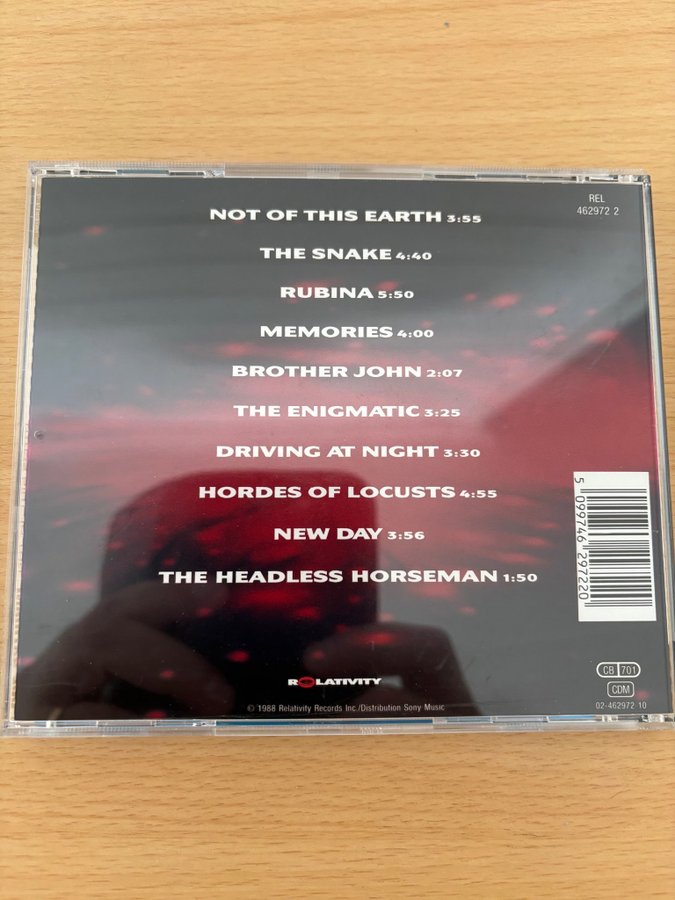 NOT OF THIS EARTH 3:55
REL
462972 2
THE SNAKE 4:40
RUBINA 5:50
MEMORIES 4:00
BROTHER JOHN 2:07
THE ENIGMATIC 3:25
DRIVING AT NIGHT 3:30
HORDES OF LOCUSTS 4:55
NEW DAY 3:56
THE HEADLESS HORSEMAN 1:50
5 099746 297220
RELATIVITY
CB 701
CDM
02-462972 10
© 1988 Relativity Records Inc./Distribution Sony Music